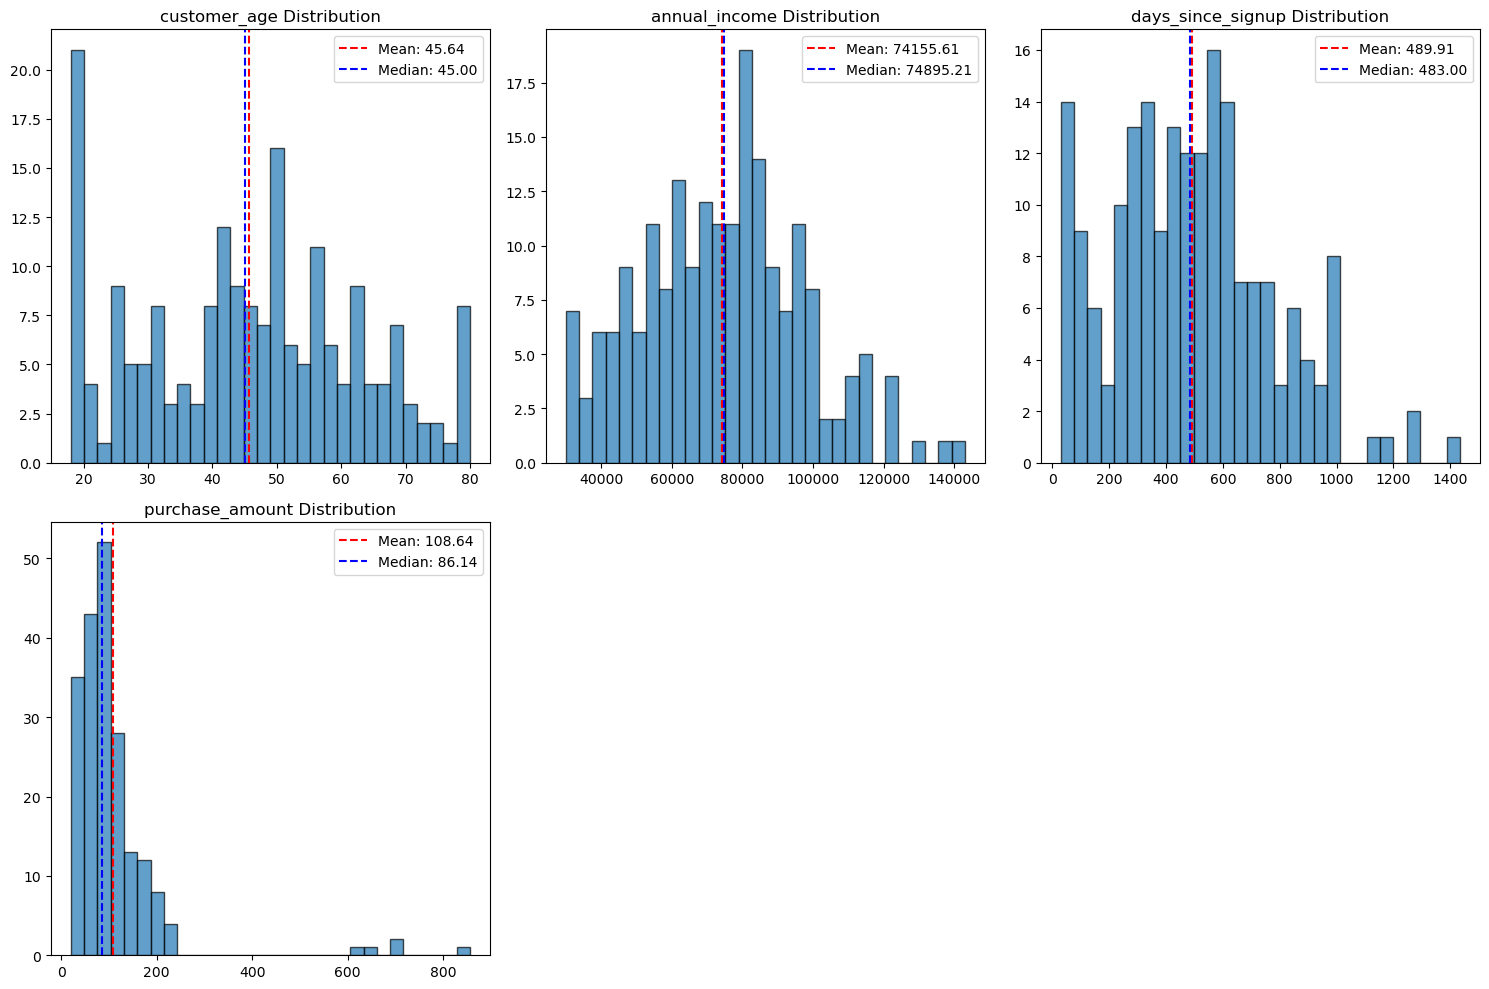 customer_age Distribution
Mean: 45.64
Median: 45.00
20.0
17.5
15.0
12.5
10.0
7.5
5.0
2.5
0.0
20 30 40 50 60 70 80
annual_income Distribution
Mean: 74155.61
Median: 74895.21
17.5
15.0
12.5
10.0
7.5
5.0
2.5
0.0
40000 60000 80000 100000 120000 140000
days_since_signup Distribution
Mean: 489.91
Median: 483.00
16
14
12
10
8
6
4
2
0
0 200 400 600 800 1000 1200 1400
purchase_amount Distribution
Mean: 108.64
Median: 86.14
50
40
30
20
10
0
0 200 400 600 800